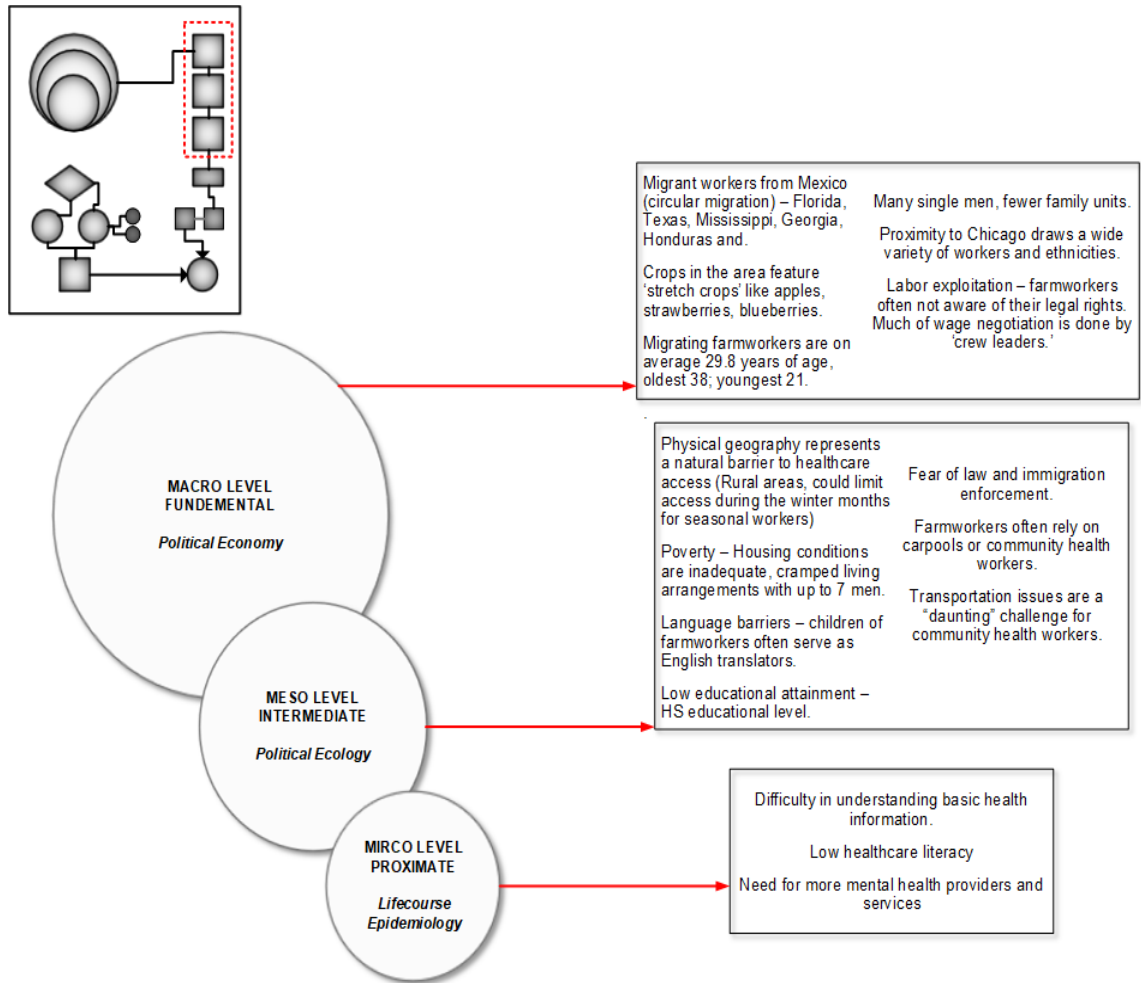 Migrant workers from Mexico
(circular migration) – Florida,
Texas, Mississippi, Georgia,
Honduras and.
Crops in the area feature
‘stretch crops’ like apples,
strawberries, blueberries.
Migrating farmworkers are on
average 29.8 years of age,
oldest 38; youngest 21.
Many single men, fewer family units.
Proximity to Chicago draws a wide
variety of workers and ethnicities.
Labor exploitation – farmworkers
often not aware of their legal rights.
Much of wage negotiation is done by
‘crew leaders.’
MACRO LEVEL
FUNDEMENTAL
Political Economy
Physical geography represents
a natural barrier to healthcare
access (Rural areas, could limit
access during the winter months
for seasonal workers)
Poverty – Housing conditions
are inadequate, cramped living
arrangements with up to 7 men.
Language barriers – children of
farmworkers often serve as
English translators.
Low educational attainment –
HS educational level.
Fear of law and immigration
enforcement.
Farmworkers often rely on
carpools or community health
workers.
Transportation issues are a
“daunting” challenge for
community health workers.
MESO LEVEL
INTERMEDIATE
Political Ecology
MIRCO LEVEL
PROXIMATE
Lifecourse
Epidemiology
Difficulty in understanding basic health
information.
Low healthcare literacy
Need for more mental health providers and
services